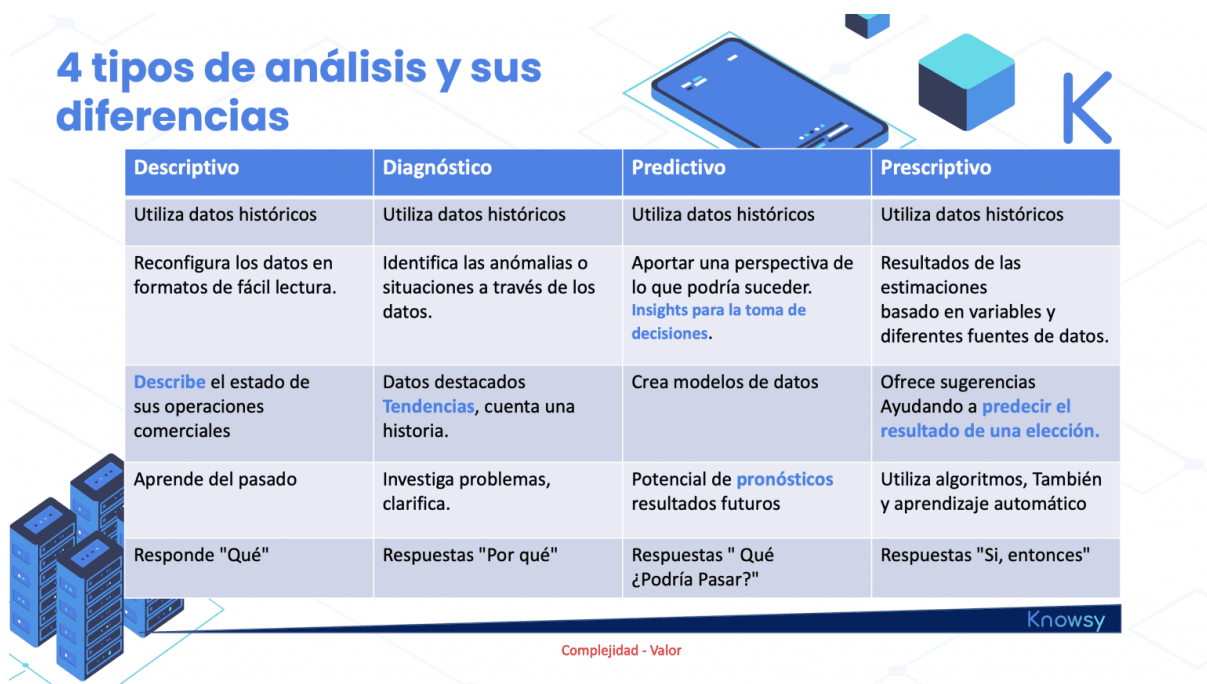 4 tipos de análisis y sus
diferencias
K
Descriptivo
Diagnóstico
Predictivo
Prescriptivo
Utiliza datos históricos
Utiliza datos históricos
Utiliza datos históricos
Utiliza datos históricos
Reconfigura los datos en
formatos de fácil lectura.
Identifica las anómalias o
situaciones a través de los
datos.
Aportar una perspectiva de
lo que podría suceder.
Insights para la toma de
decisiones.
Resultados de las
estimaciones
basado en variables y
diferentes fuentes de datos.
Describe el estado de
sus operaciones
comerciales
Datos destacados
Tendencias, cuenta una
historia.
Crea modelos de datos
Ofrece sugerencias
Ayudando a predecir el
resultado de una elección.
Aprende del pasado
Investiga problemas,
clarifica.
Potencial de pronósticos
resultados futuros
Utiliza algoritmos, También
y aprendizaje automático
Responde "Qué"
Respuestas "Por qué"
Respuestas " Qué
¿Podría Pasar?"
Respuestas "Si, entonces"
Knowsy
Complejidad - Valor